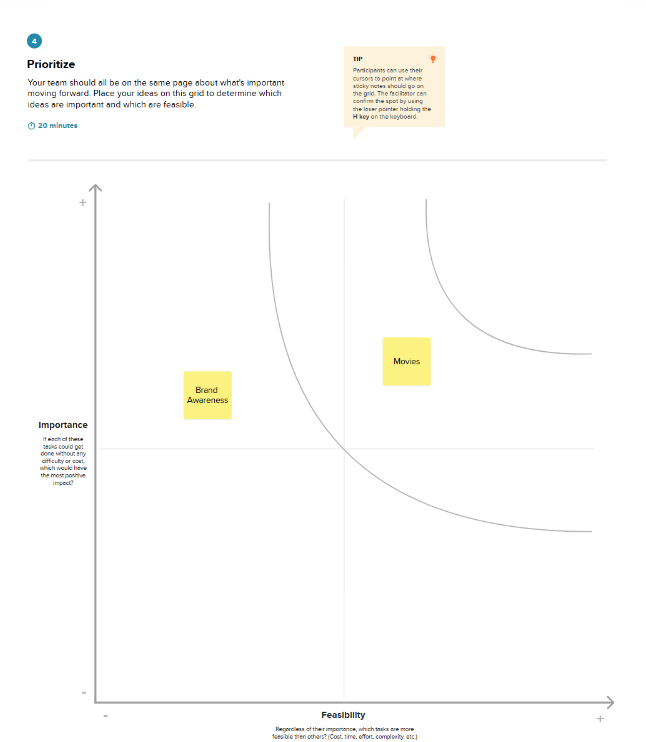 4
Prioritize
Your team should all be on the same page about what's important
moving forward. Place your ideas on this grid to determine which
ideas are important and which are feasible.
20 minutes
TIP
Participants can use their
cursors to point at where
sticky notes should go on
the grid. The facilitator can
confirm the spot by using
the laser pointer holding the
H key on the keyboard.
+
Movies
Brand
Awareness
Importance
If each of these
tasks could get
done without any
difficulty or cost,
which would have
the most positive
impact?
-
-
Feasibility
+
Regardless of their importance, which tasks are more
feasible than others? (Cost, time, effort, complexity, etc.)